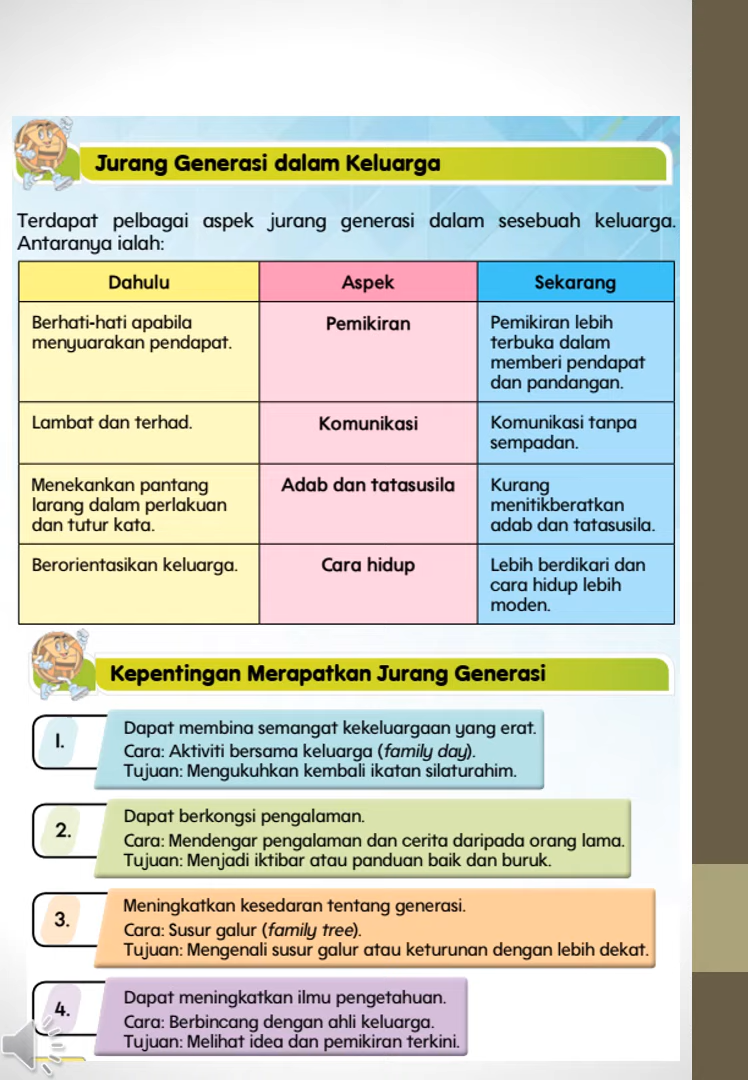 Jurang Generasi dalam Keluarga
Terdapat pelbagai aspek jurang generasi dalam sesebuah keluarga.
Antaranya ialah:
Dahulu
Aspek
Sekarang
Berhati-hati apabila
menyuarakan pendapat.
Pemikiran
Pemikiran lebih
terbuka dalam
memberi pendapat
dan pandangan.
Lambat dan terhad.
Komunikasi
Komunikasi tanpa
sempadan.
Menekankan pantang
larang dalam perlakuan
dan tutur kata.
Adab dan tatasusila
Kurang
menitikberatkan
adab dan tatasusila.
Berorientasikan keluarga.
Cara hidup
Lebih berdikari dan
cara hidup lebih
moden.
Kepentingan Merapatkan Jurang Generasi
1.
Dapat membina semangat kekeluargaan yang erat.
Cara: Aktiviti bersama keluarga (family day).
Tujuan: Mengukuhkan kembali ikatan silaturahim.
2.
Dapat berkongsi pengalaman.
Cara: Mendengar pengalaman dan cerita daripada orang lama.
Tujuan: Menjadi iktibar atau panduan baik dan buruk.
3.
Meningkatkan kesedaran tentang generasi.
Cara: Susur galur (family tree).
Tujuan: Mengenali susur galur atau keturunan dengan lebih dekat.
4.
Dapat meningkatkan ilmu pengetahuan.
Cara: Berbincang dengan ahli keluarga.
Tujuan: Melihat idea dan pemikiran terkini.